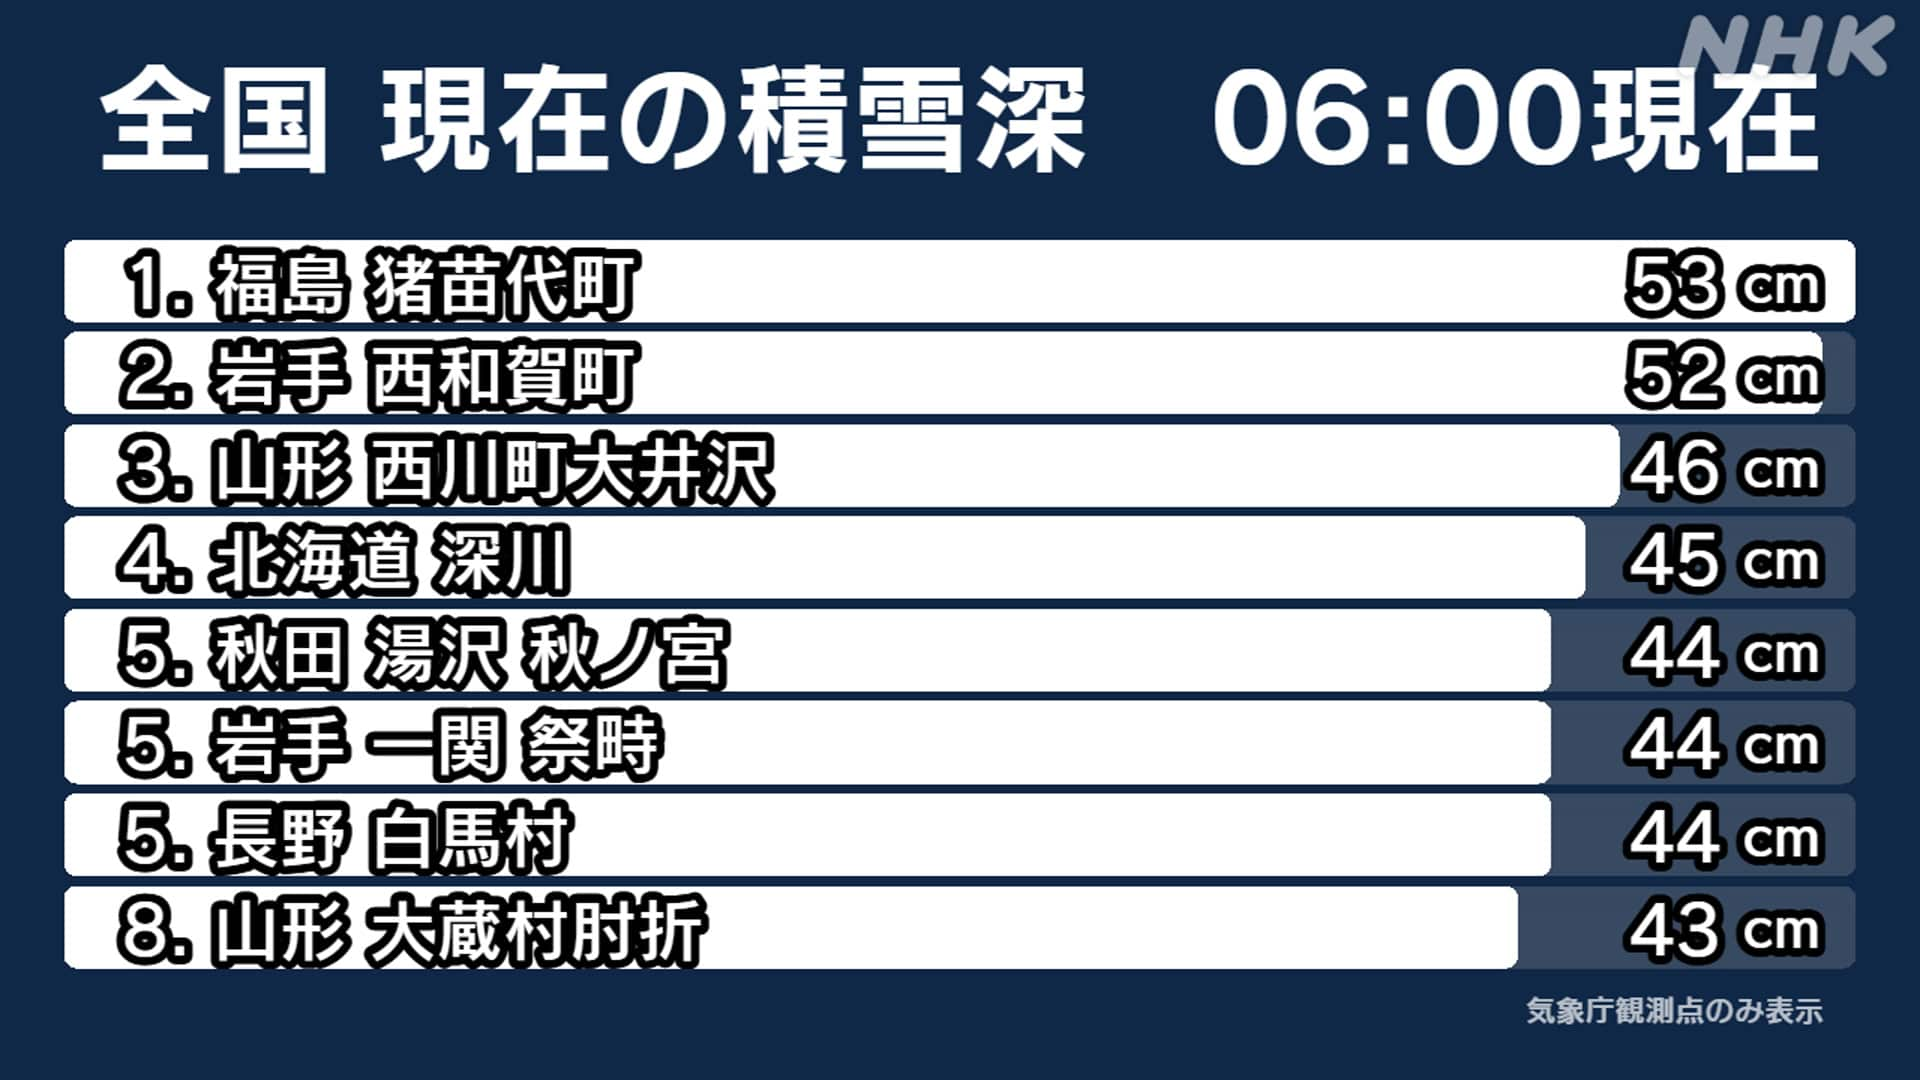 NHK
全国 現在の積雪深 06:00現在
1. 福島 猪苗代町 53 cm
2. 岩手 西和賀町 52 cm
3. 山形 西川町大井沢 46 cm
4. 北海道 深川 45 cm
5. 秋田 湯沢 秋ノ宮 44 cm
5. 岩手 一関 祭畤 44 cm
5. 長野 白馬村 44 cm
8. 山形 大蔵村肘折 43 cm
気象庁観測点のみ表示